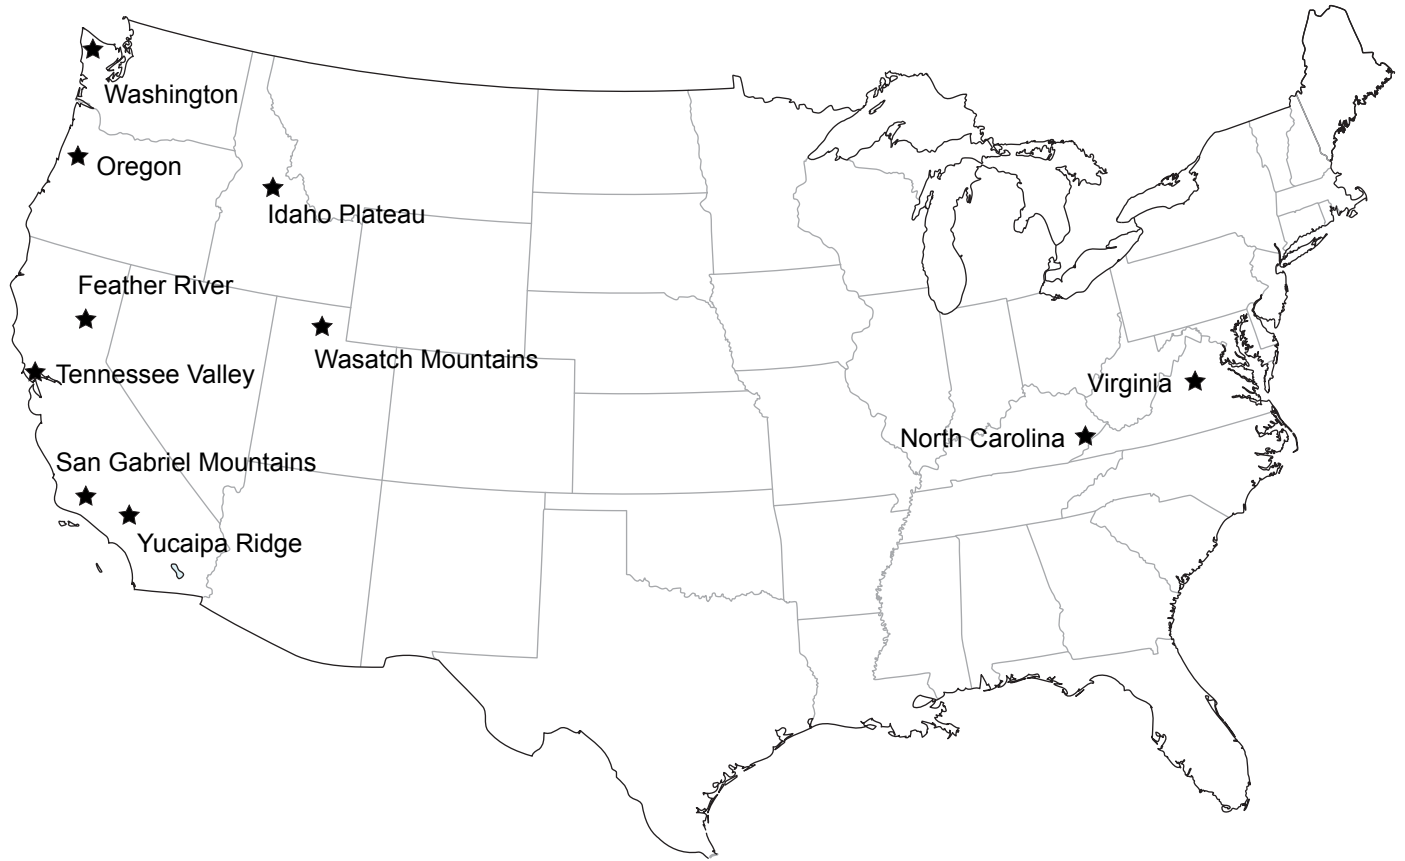 Washington
Oregon
Idaho Plateau
Feather River
Wasatch Mountains
Tennessee Valley
Virginia
North Carolina
San Gabriel Mountains
Yucaipa Ridge